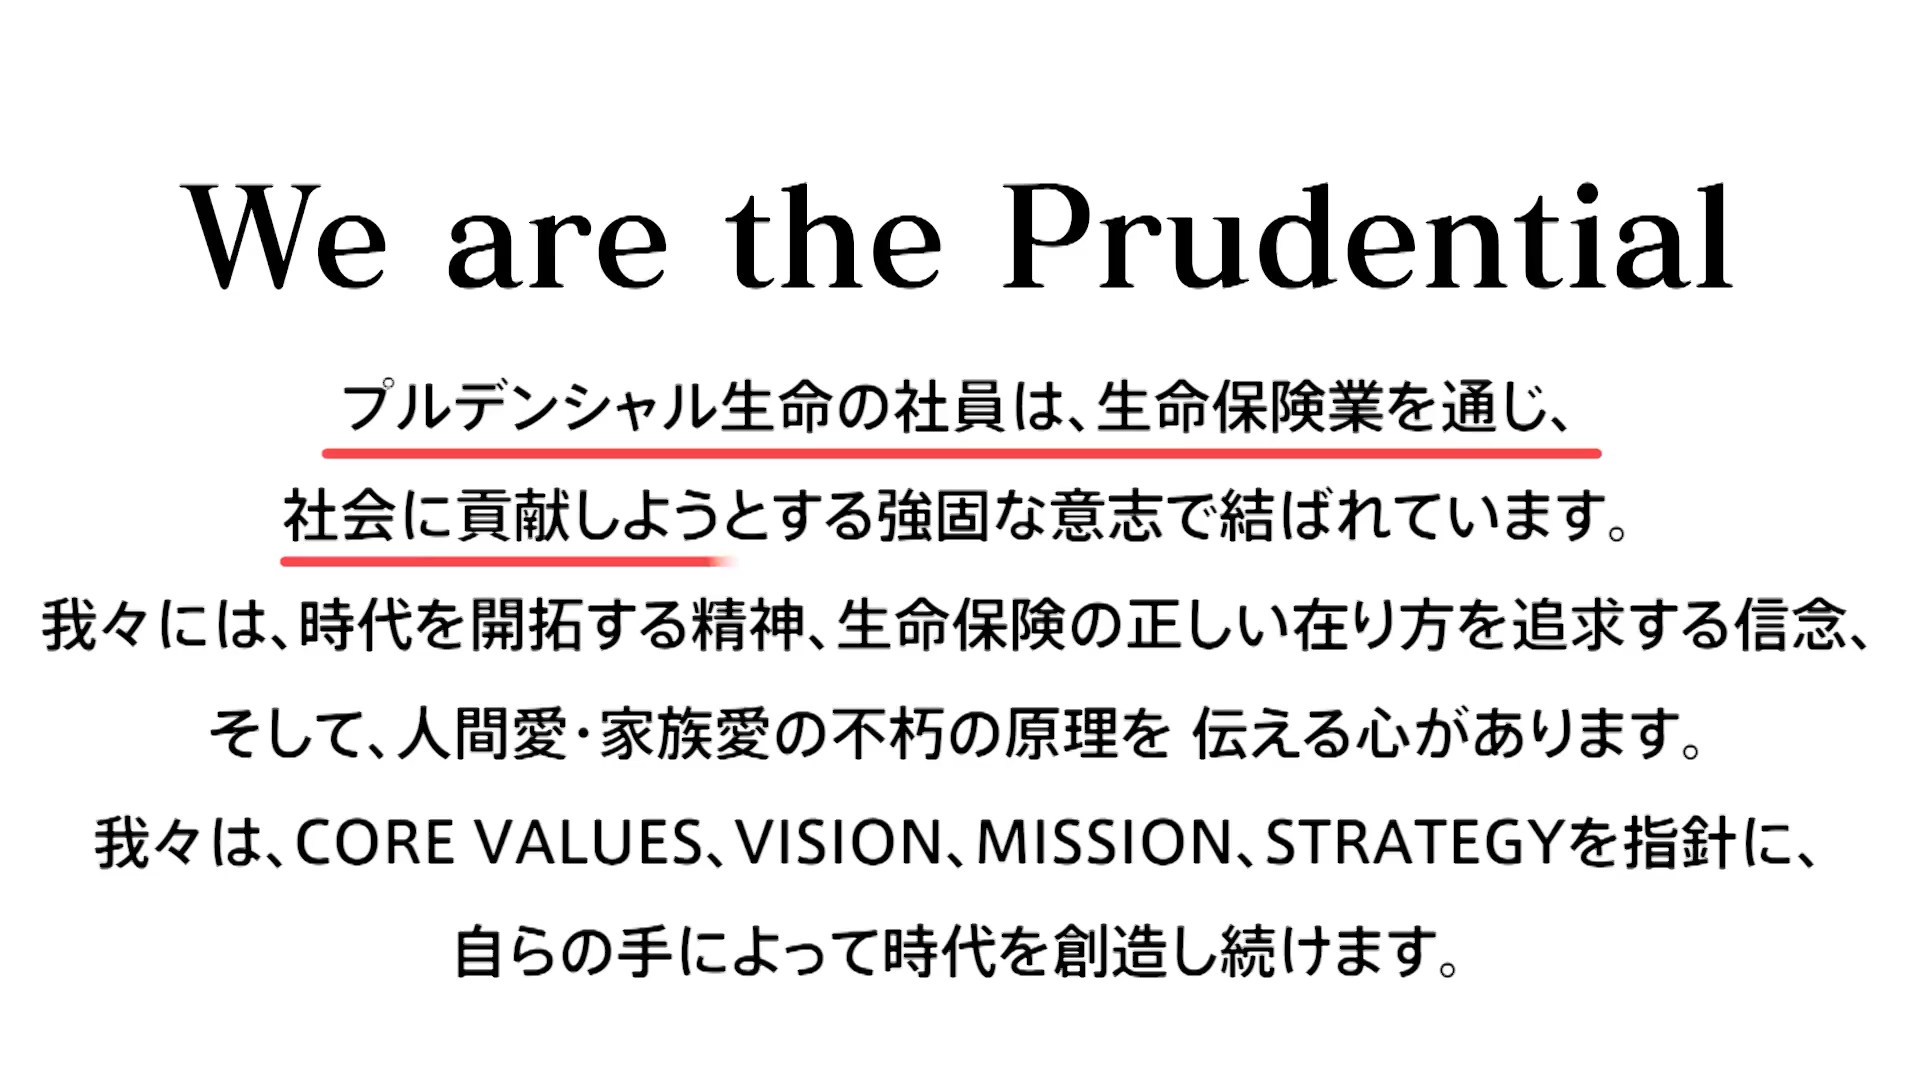 We are the Prudential
プルデンシャル生命の社員は、生命保険業を通じ、
社会に貢献しようとする強固な意志で結ばれています。
我々には、時代を開拓する精神、生命保険の正しい在り方を追求する信念、
そして、人間愛・家族愛の不朽の原理を 伝える心があります。
我々は、CORE VALUES、VISION、MISSION、STRATEGYを指針に、
自らの手によって時代を創造し続けます。